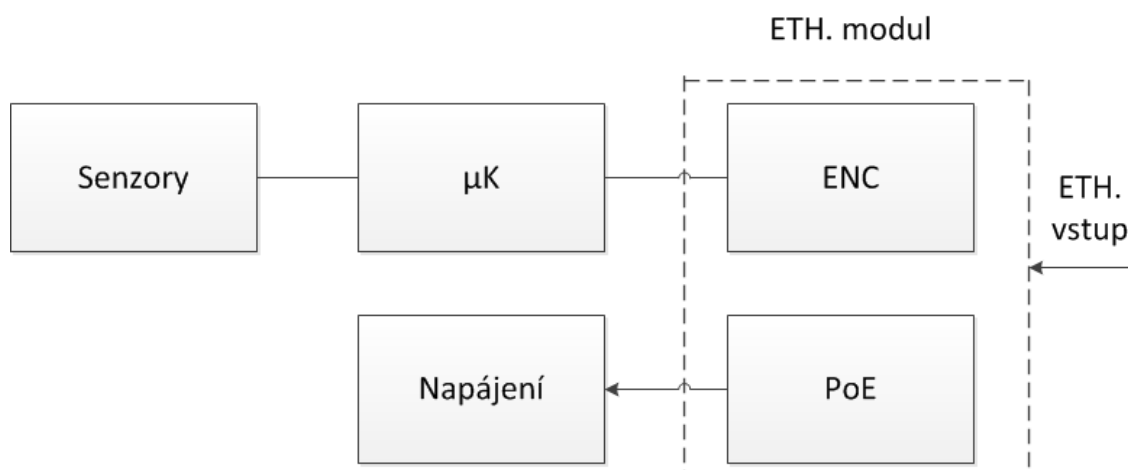 ETH. modul
Senzory
µK
ENC
ETH.
vstup
Napájení
PoE